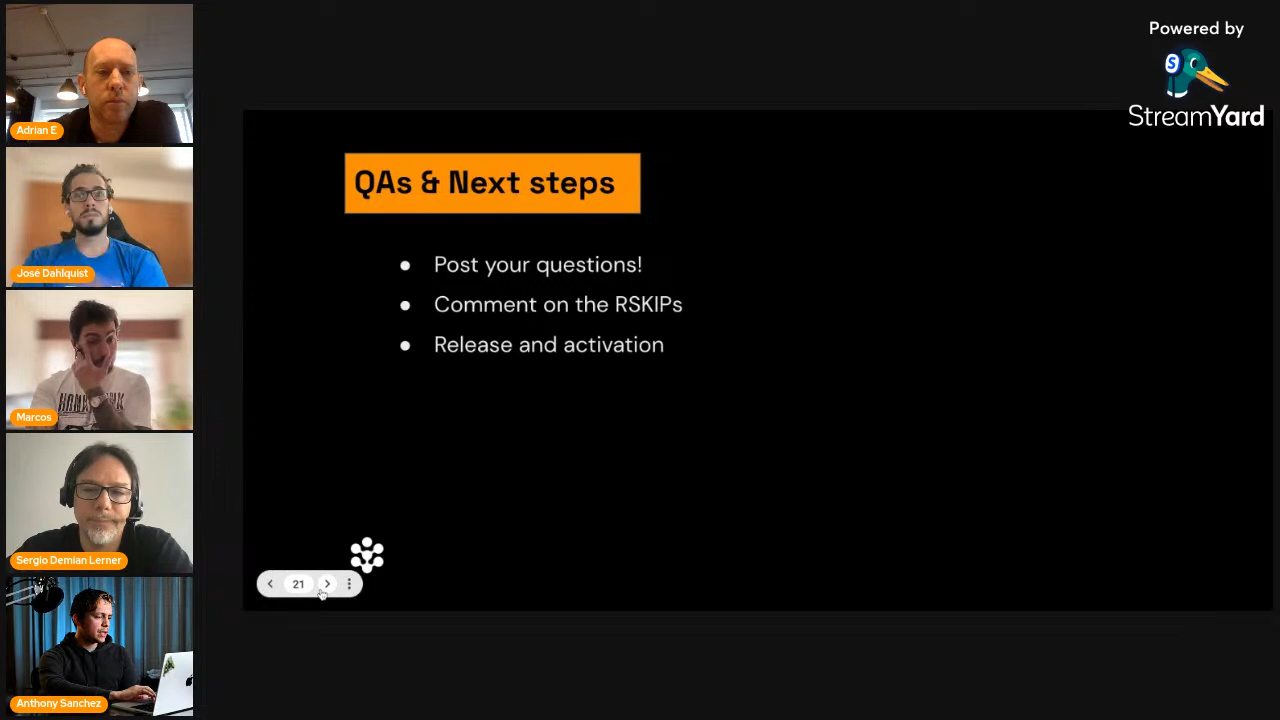 Powered by
S
StreamYard
Adrian E
José Dahlquist
Marcos
Sergio Demian Lerner
Anthony Sanchez
QAs & Next steps
● Post your questions!
● Comment on the RSKIPs
● Release and activation
21